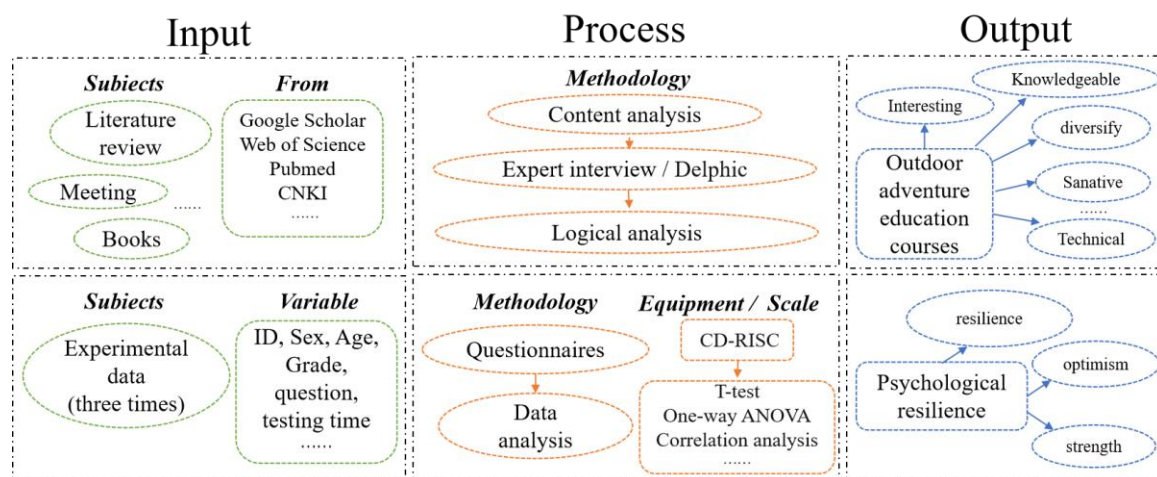 Input
Process
Output
Subiects
From
Literature
review
Meeting
......
Books
Google Scholar
Web of Science
Pubmed
CNKI
......
Methodology
Content analysis
Expert interview / Delphic
Logical analysis
Interesting
Knowledgeable
diversify
Outdoor
adventure
education
courses
Sanative
......
Technical
Subiects
Variable
Experimental
data
(three times)
ID, Sex, Age,
Grade,
question,
testing time
......
Methodology
Equipment / Scale
Questionnaires
Data
analysis
CD-RISC
T-test
One-way ANOVA
Correlation analysis
......
resilience
optimism
Psychological
resilience
strength